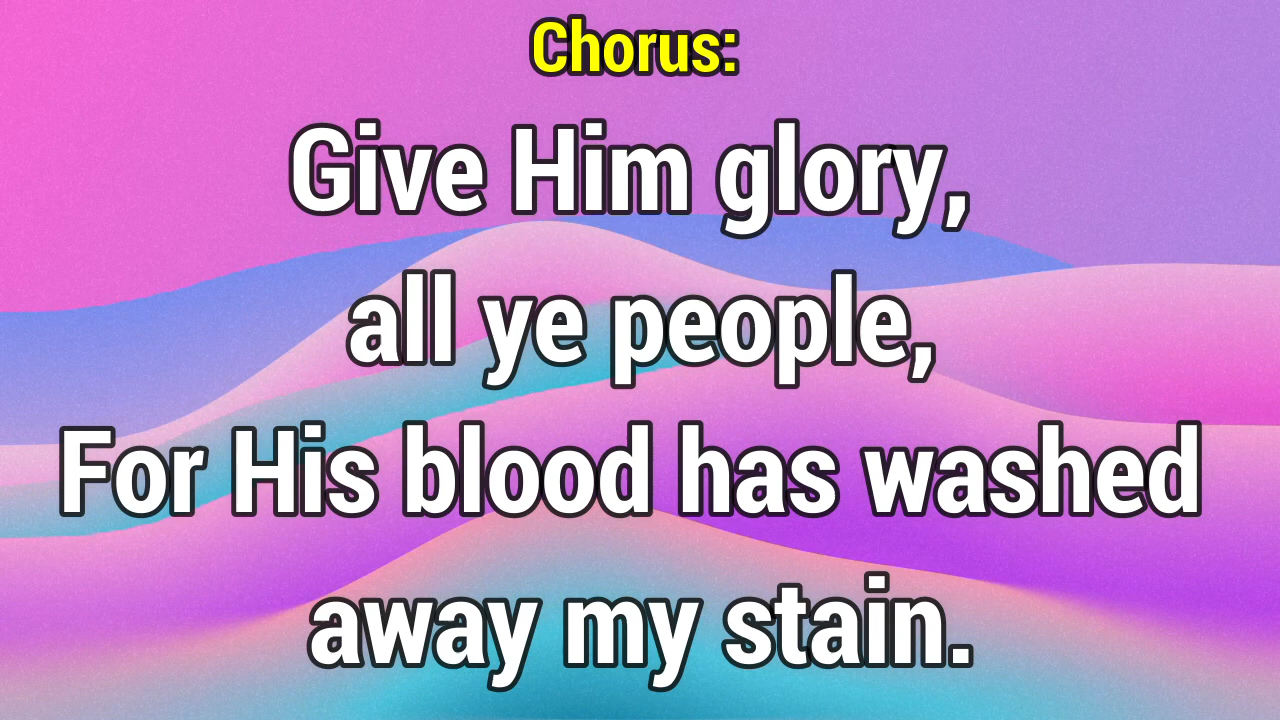 Chorus:
Give Him glory,
all ye people,
For His blood has washed
away my stain.